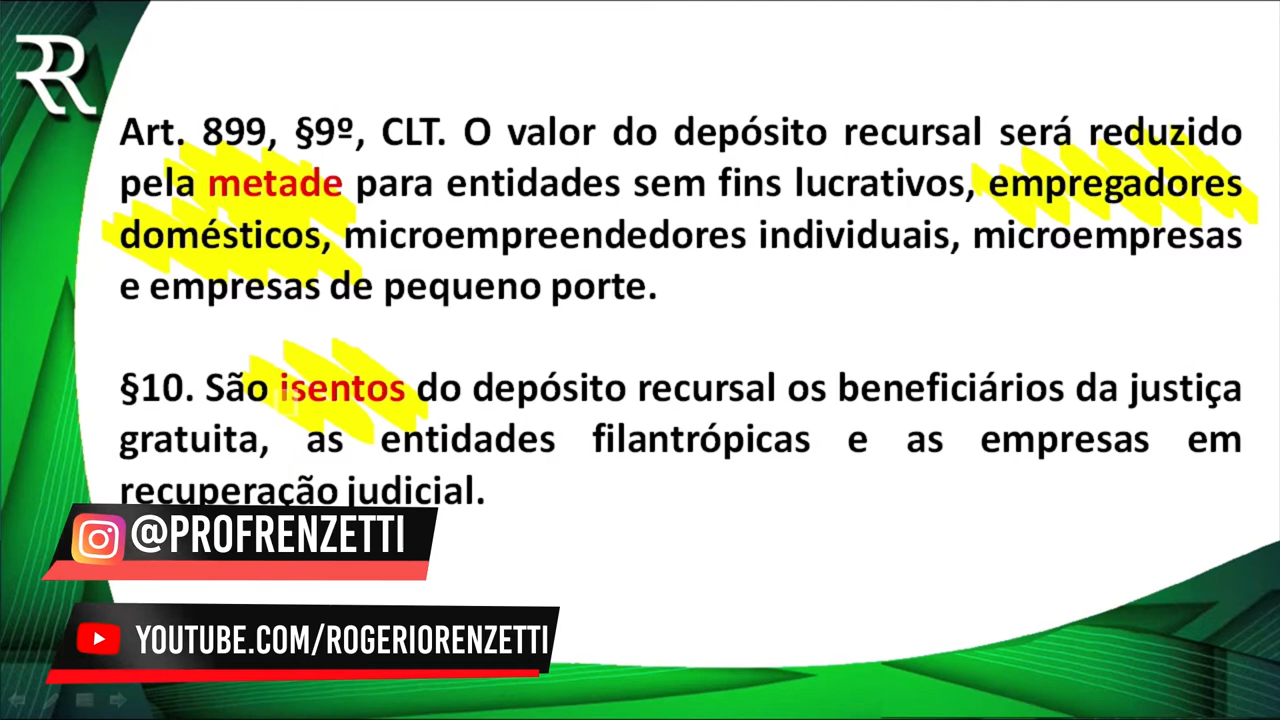 RR
Art. 899, §9º, CLT. O valor do depósito recursal será reduzido
pela metade para entidades sem fins lucrativos, empregadores
domésticos, microempreendedores individuais, microempresas
e empresas de pequeno porte.
§10. São isentos do depósito recursal os beneficiários da justiça
gratuita, as entidades filantrópicas e as empresas em
recuperação judicial.
@PROFRENZETTI
YOUTUBE.COM/ROGERIORENZETTI